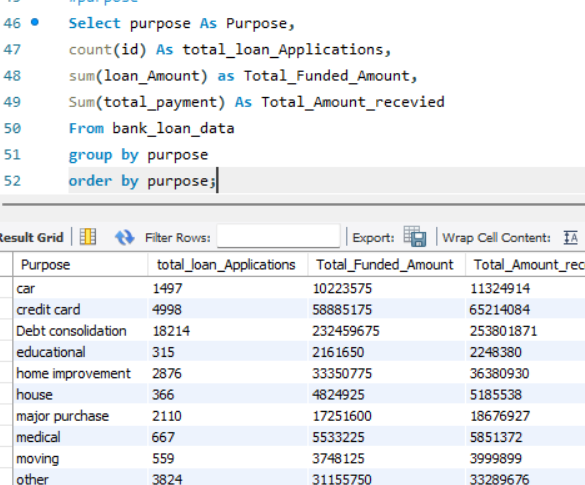 #purpose
46 Select purpose As Purpose,
47 count(id) As total_loan_Applications,
48 sum(loan_Amount) as Total_Funded_Amount,
49 Sum(total_payment) As Total_Amount_recevied
50 From bank_loan_data
51 group by purpose
52 order by purpose;
Result Grid Filter Rows: Export: Wrap Cell Content:
Purpose total_loan_Applications Total_Funded_Amount Total_Amount_rec
car 1497 10223575 11324914
credit card 4998 58885175 65214084
Debt consolidation 18214 232459675 253801871
educational 315 2161650 2248380
home improvement 2876 33350775 36380930
house 366 4824925 5185538
major purchase 2110 17251600 18676927
medical 667 5533225 5851372
moving 559 3748125 3999899
other 3824 31155750 33289676